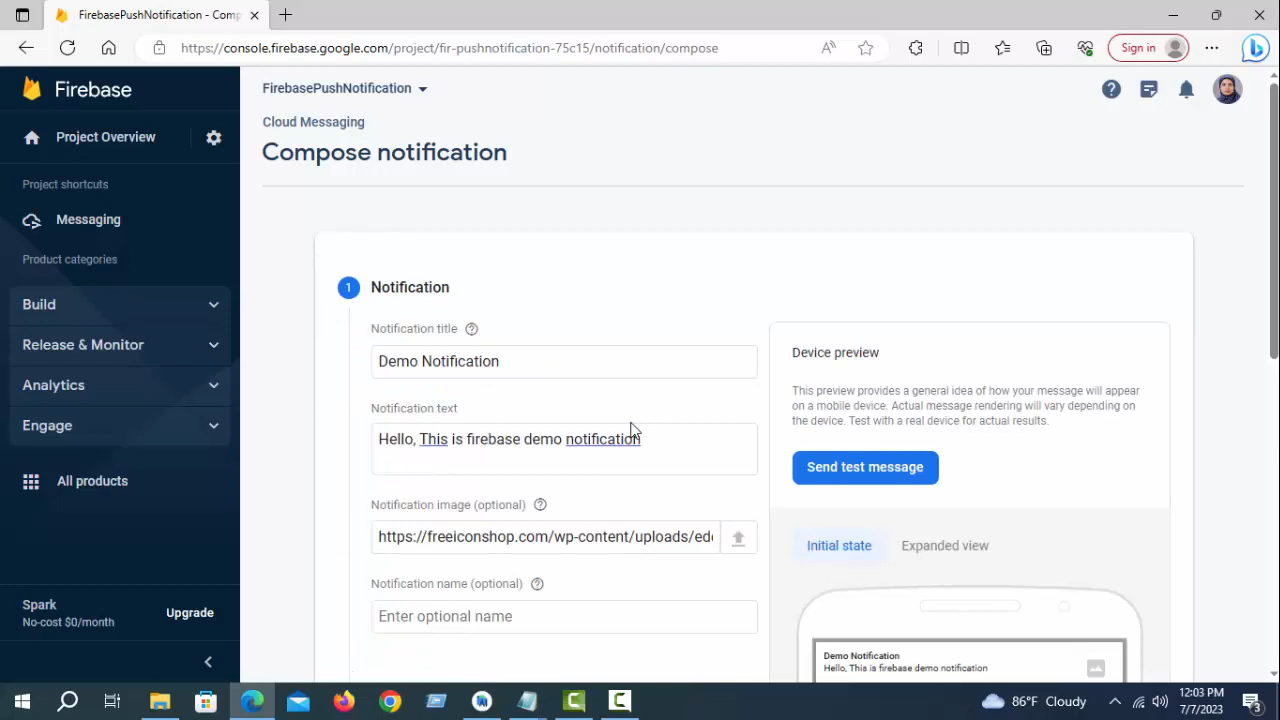 FirebasePushNotification - Comp
https://console.firebase.google.com/project/fir-pushnotification-75c15/notification/compose
Sign in
Firebase
FirebasePushNotification
Project Overview
Cloud Messaging
Compose notification
Project shortcuts
Messaging
Product categories
Build
Release & Monitor
Analytics
Engage
All products
Spark
No-cost $0/month
Upgrade
1 Notification
Notification title
Demo Notification
Notification text
Hello, This is firebase demo notification
Notification image (optional)
https://freeiconshop.com/wp-content/uploads/ed
Notification name (optional)
Enter optional name
Device preview
This preview provides a general idea of how your message will appear
on a mobile device. Actual message rendering will vary depending on
the device. Test with a real device for actual results.
Send test message
Initial state
Expanded view
Demo Notification
Hello, This is firebase demo notification
86°F Cloudy
12:03 PM
7/7/2023
3